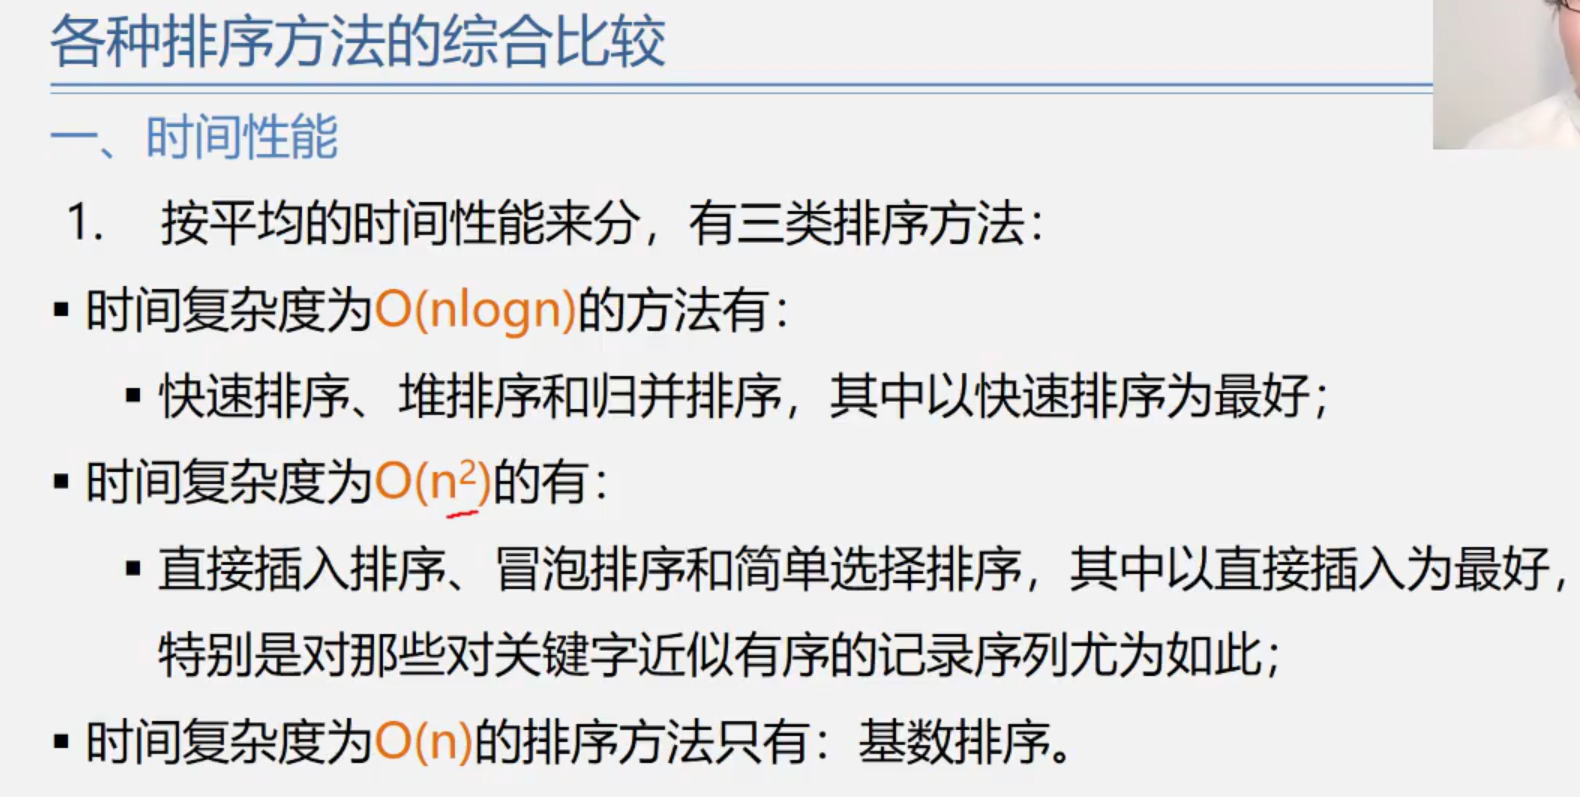 各种排序方法的综合比较
一、时间性能
1. 按平均的时间性能来分，有三类排序方法：
▪ 时间复杂度为O(nlogn)的方法有：
▪ 快速排序、堆排序和归并排序，其中以快速排序为最好；
▪ 时间复杂度为O(n²)的有：
▪ 直接插入排序、冒泡排序和简单选择排序，其中以直接插入为最好，
特别是对那些对关键字近似有序的记录序列尤为如此；
▪ 时间复杂度为O(n)的排序方法只有：基数排序。